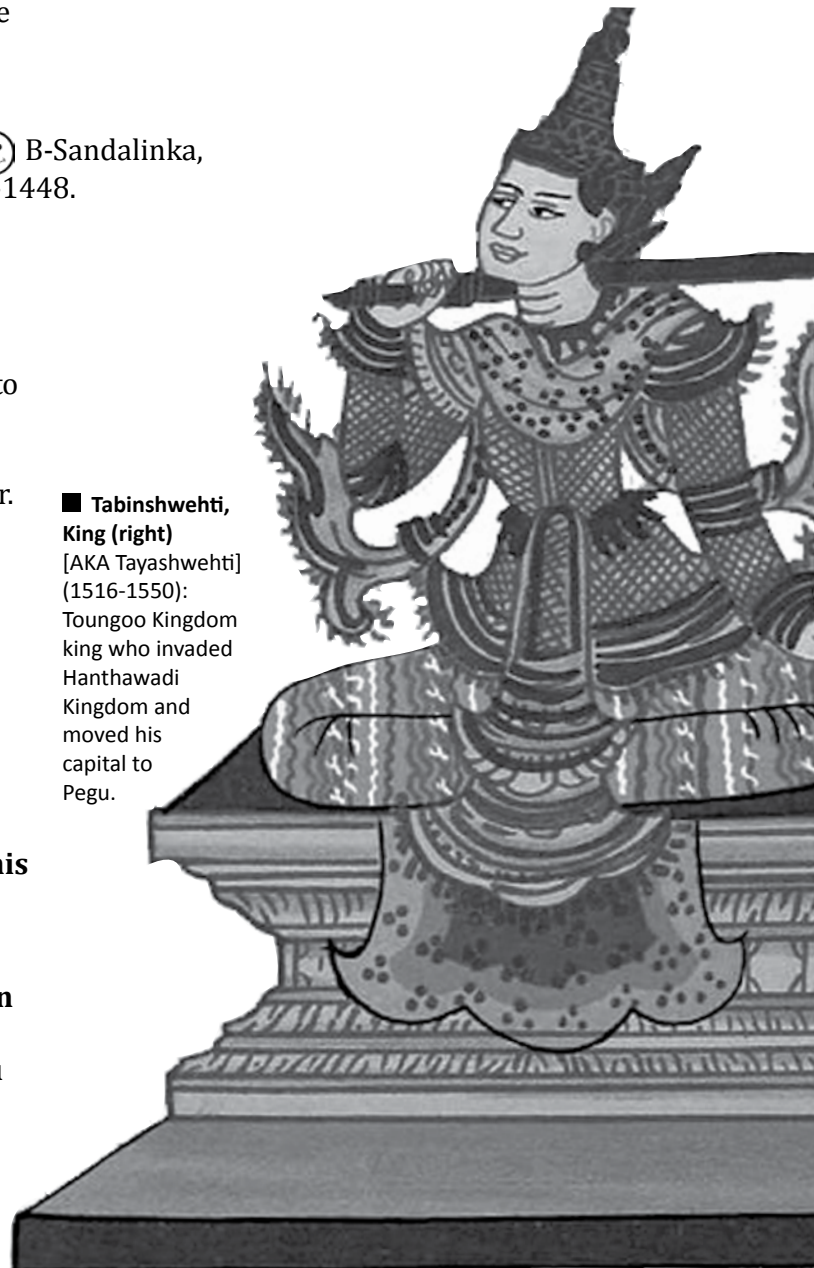 e
B-Sandalinka,
1448.
to
r.
■ Tabinshwehti,
King (right)
[AKA Tayashwehti]
(1516-1550):
Toungoo Kingdom
king who invaded
Hanthawadi
Kingdom and
moved his
capital to
Pegu.
his
n